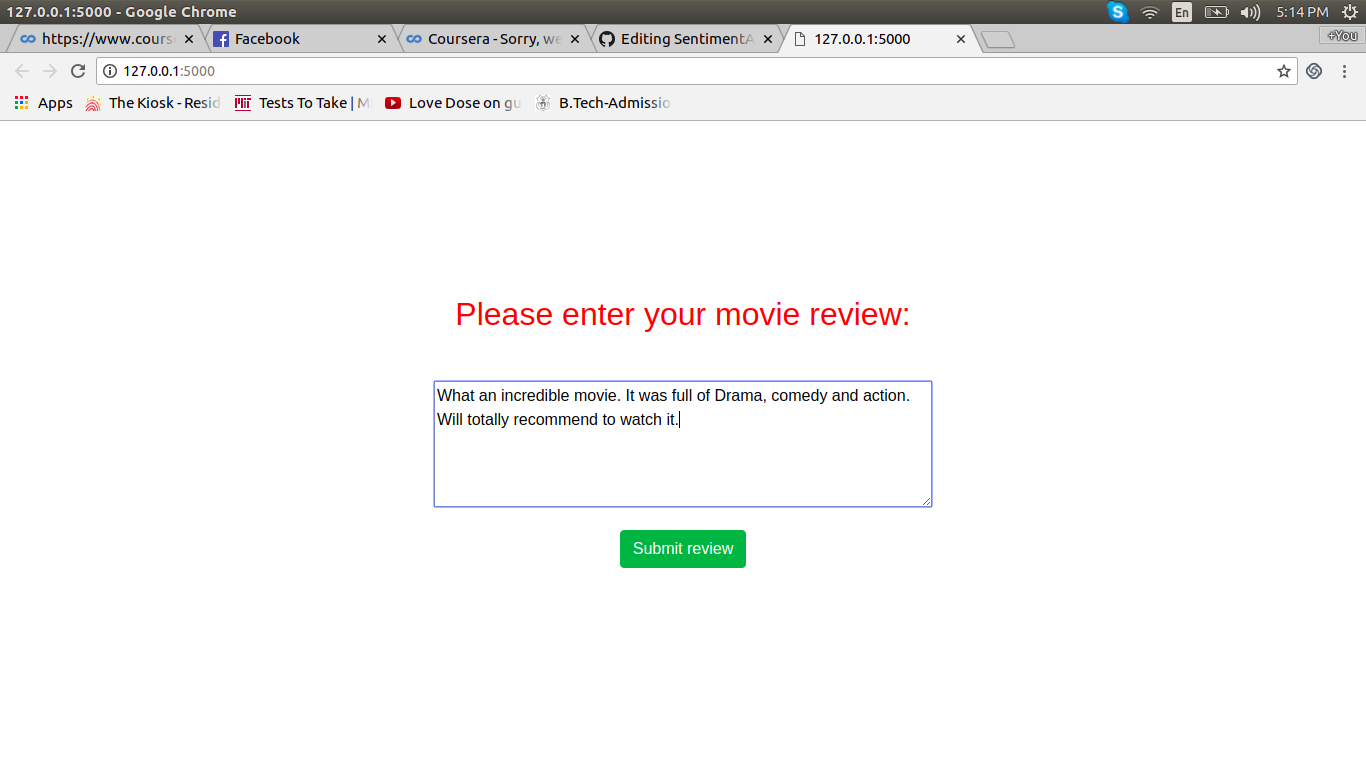 127.0.0.1:5000 - Google Chrome
En
5:14 PM
https://www.cours
Facebook
Coursera - Sorry, we
Editing SentimentA
127.0.0.1:5000
+You
127.0.0.1:5000
Apps
The Kiosk - Resid
MIT
Tests To Take | M
Love Dose on gu
B.Tech-Admissio
Please enter your movie review:
What an incredible movie. It was full of Drama, comedy and action.
Will totally recommend to watch it.
Submit review